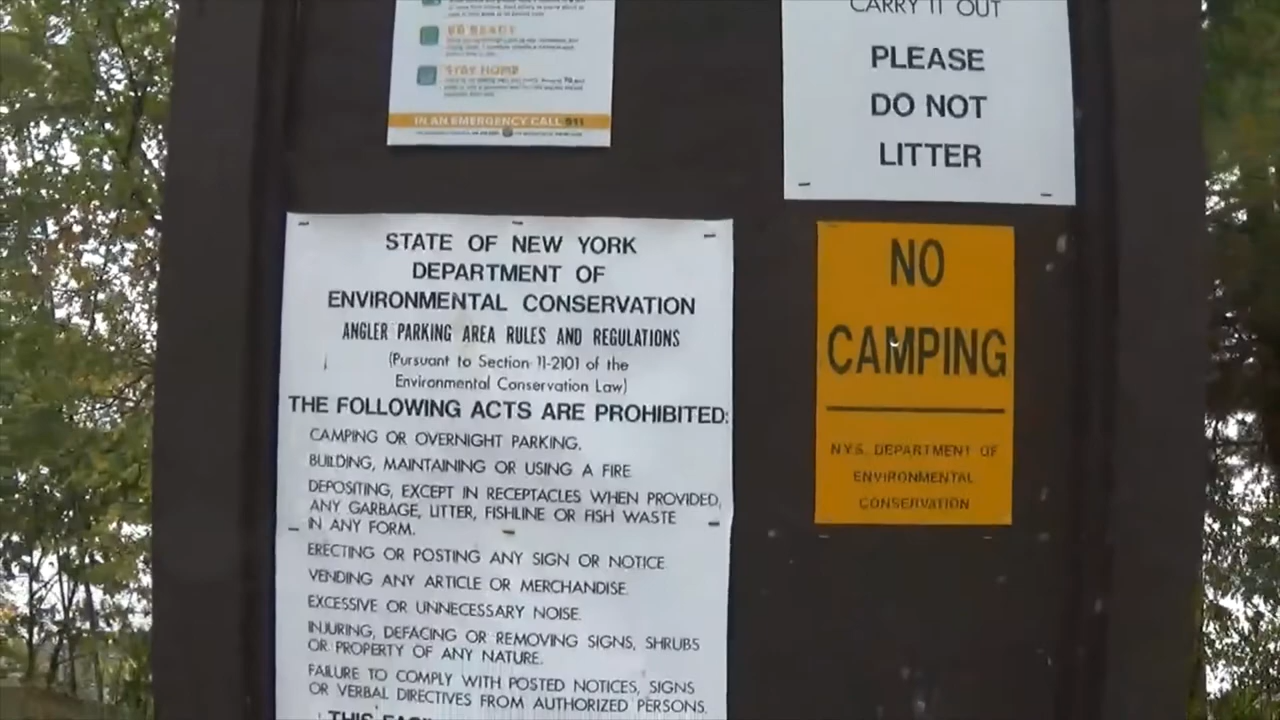 BE READY
STAY HOME
IN AN EMERGENCY CALL 911
CARRY IT OUT
PLEASE
DO NOT
LITTER
STATE OF NEW YORK
DEPARTMENT OF
ENVIRONMENTAL CONSERVATION
ANGLER PARKING AREA RULES AND REGULATIONS
(Pursuant to Section 11-2101 of the
Environmental Conservation Law)
THE FOLLOWING ACTS ARE PROHIBITED:
CAMPING OR OVERNIGHT PARKING.
BUILDING, MAINTAINING OR USING A FIRE
DEPOSITING, EXCEPT IN RECEPTACLES WHEN PROVIDED,
ANY GARBAGE, LITTER, FISHLINE OR FISH WASTE
IN ANY FORM.
ERECTING OR POSTING ANY SIGN OR NOTICE
VENDING ANY ARTICLE OR MERCHANDISE.
EXCESSIVE OR UNNECESSARY NOISE.
INJURING, DEFACING OR REMOVING SIGNS, SHRUBS
OR PROPERTY OF ANY NATURE.
FAILURE TO COMPLY WITH POSTED NOTICES, SIGNS
OR VERBAL DIRECTIVES FROM AUTHORIZED PERSONS.
THIS
NO
CAMPING
N.Y.S. DEPARTMENT OF
ENVIRONMENTAL
CONSERVATION